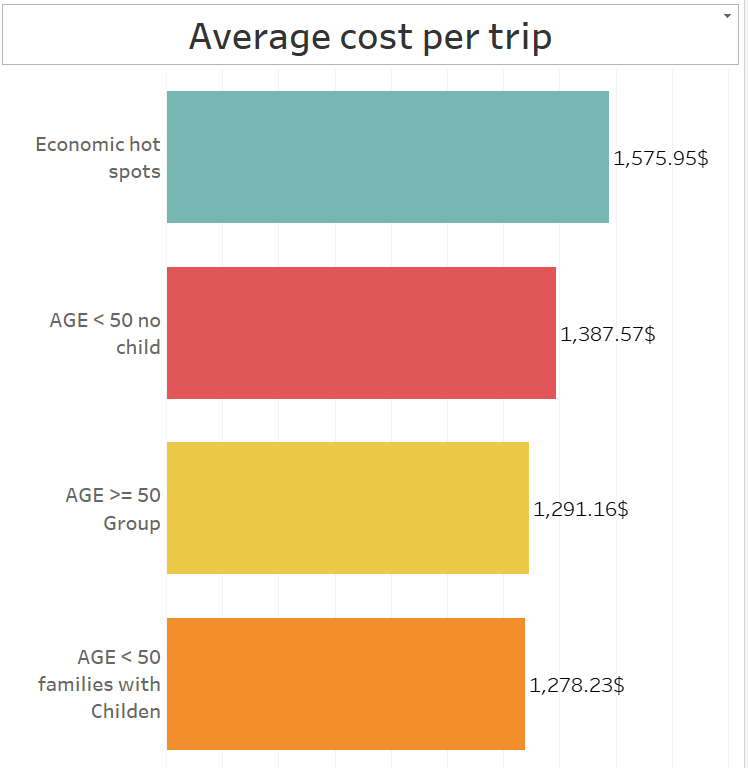 Average cost per trip
Economic hot
spots
1,575.95$
AGE < 50 no
child
1,387.57$
AGE >= 50
Group
1,291.16$
AGE < 50
families with
Childen
1,278.23$